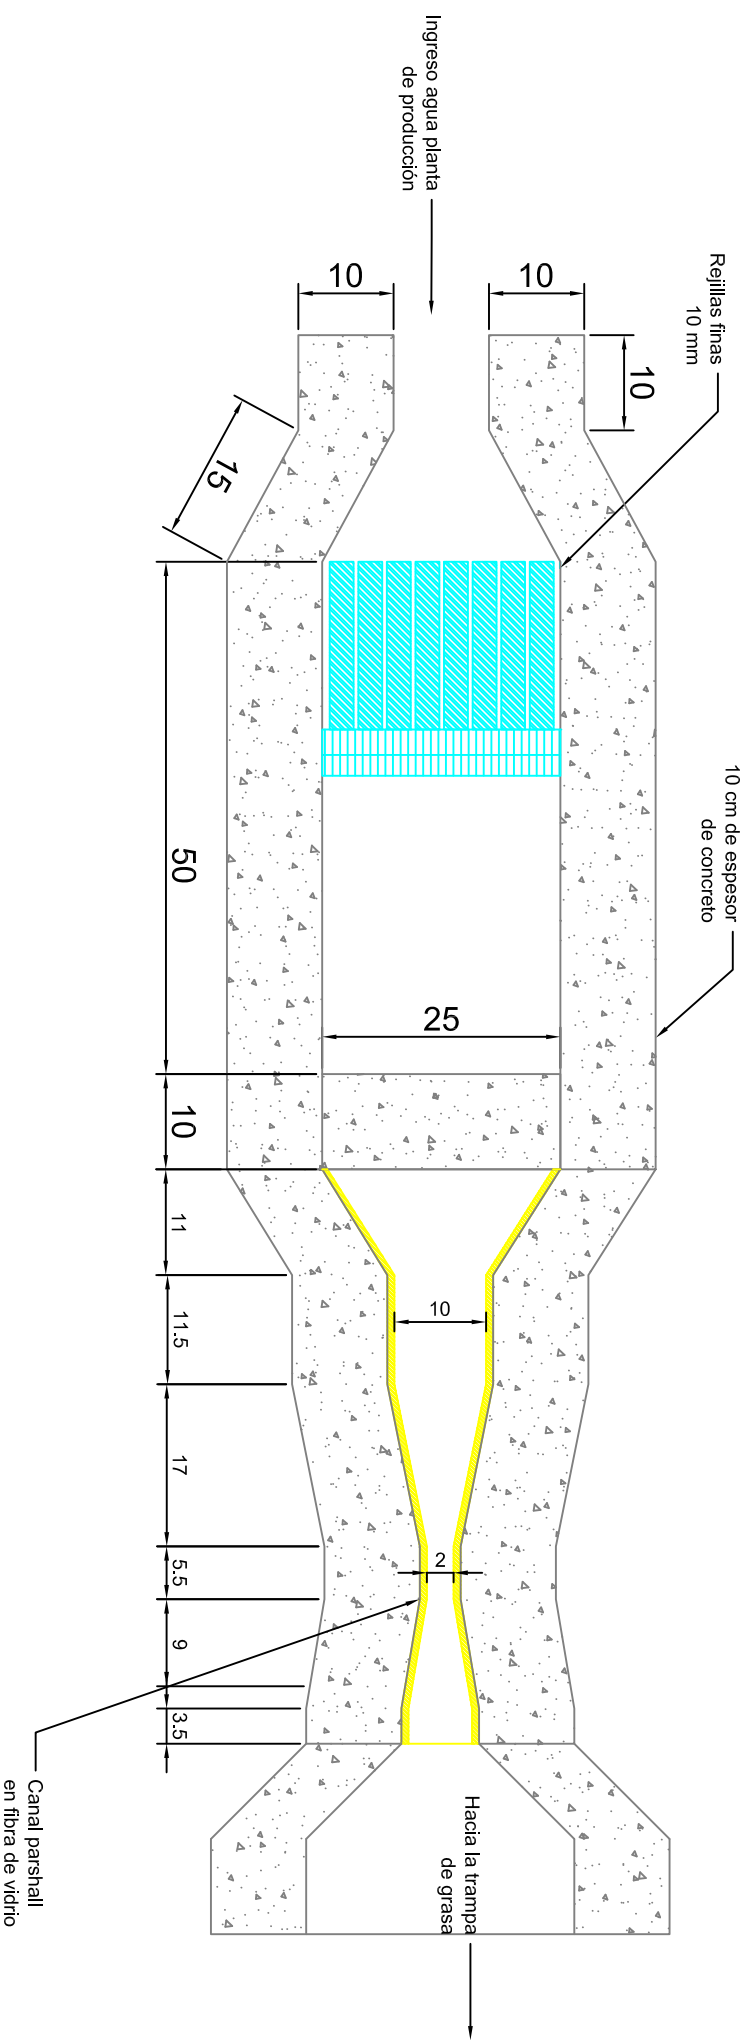 Ingreso agua planta
de producción
10
10
10
15
Rejillas finas
10 mm
10 cm de espesor
de concreto
50
25
10
11
11.5
10
17
5.5
2
9
3.5
Canal parshall
en fibra de vidrio
Hacia la trampa
de grasa